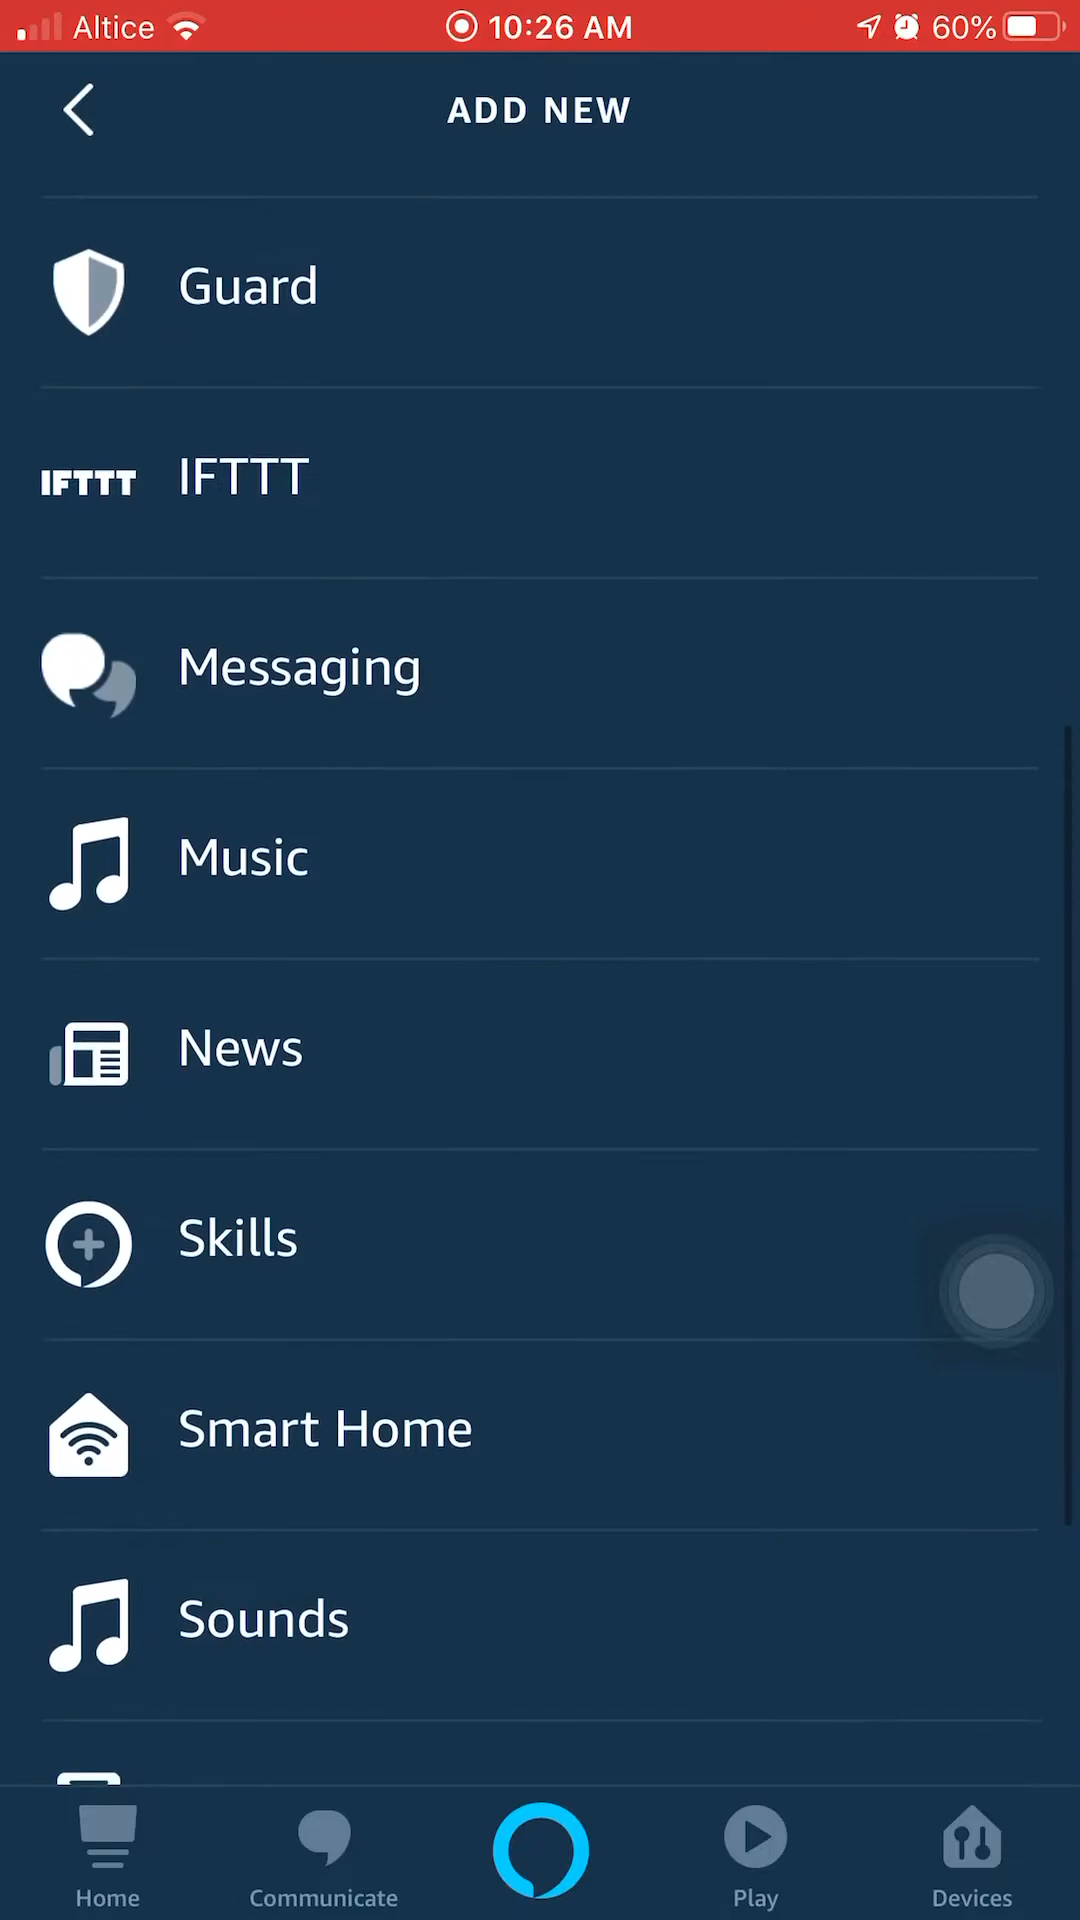 Altice 10:26 AM 60%
ADD NEW
Guard
IFTTT IFTTT
Messaging
Music
News
Skills
Smart Home
Sounds
Home Communicate Play Devices